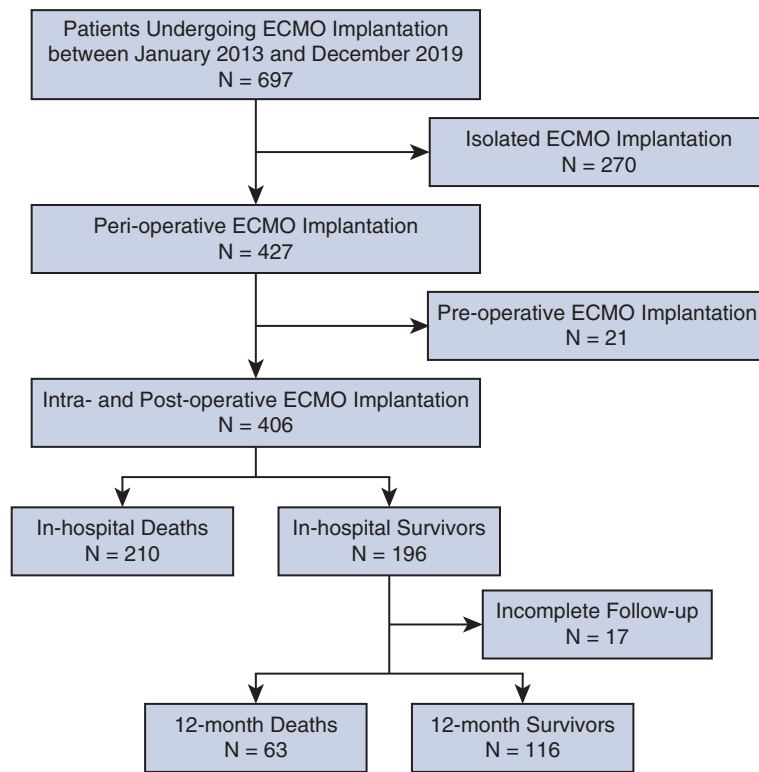 Patients Undergoing ECMO Implantation
between January 2013 and December 2019
N = 697
Isolated ECMO Implantation
N = 270
Peri-operative ECMO Implantation
N = 427
Pre-operative ECMO Implantation
N = 21
Intra- and Post-operative ECMO Implantation
N = 406
In-hospital Deaths
N = 210
In-hospital Survivors
N = 196
Incomplete Follow-up
N = 17
12-month Deaths
N = 63
12-month Survivors
N = 116